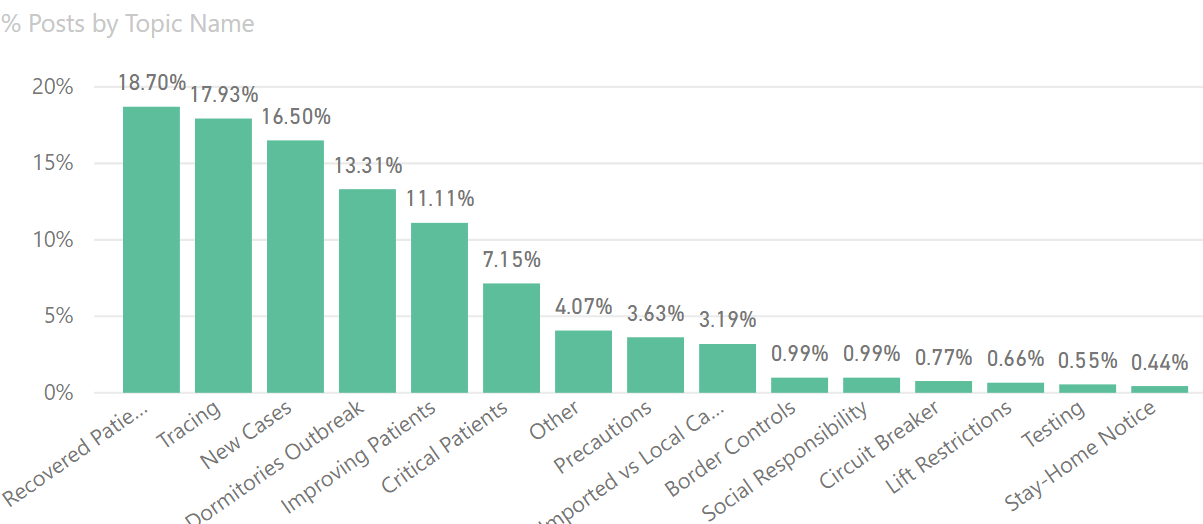 % Posts by Topic Name
20%
15%
10%
5%
0%
18.70%
17.93%
16.50%
13.31%
11.11%
7.15%
4.07%
3.63%
3.19%
0.99%
0.99%
0.77%
0.66%
0.55%
0.44%
Recovered Patie...
Tracing
New Cases
Dormitories Outbreak
Improving Patients
Critical Patients
Other
Precautions
Imported vs Local Ca...
Border Controls
Social Responsibility
Circuit Breaker
Lift Restrictions
Testing
Stay-Home Notice